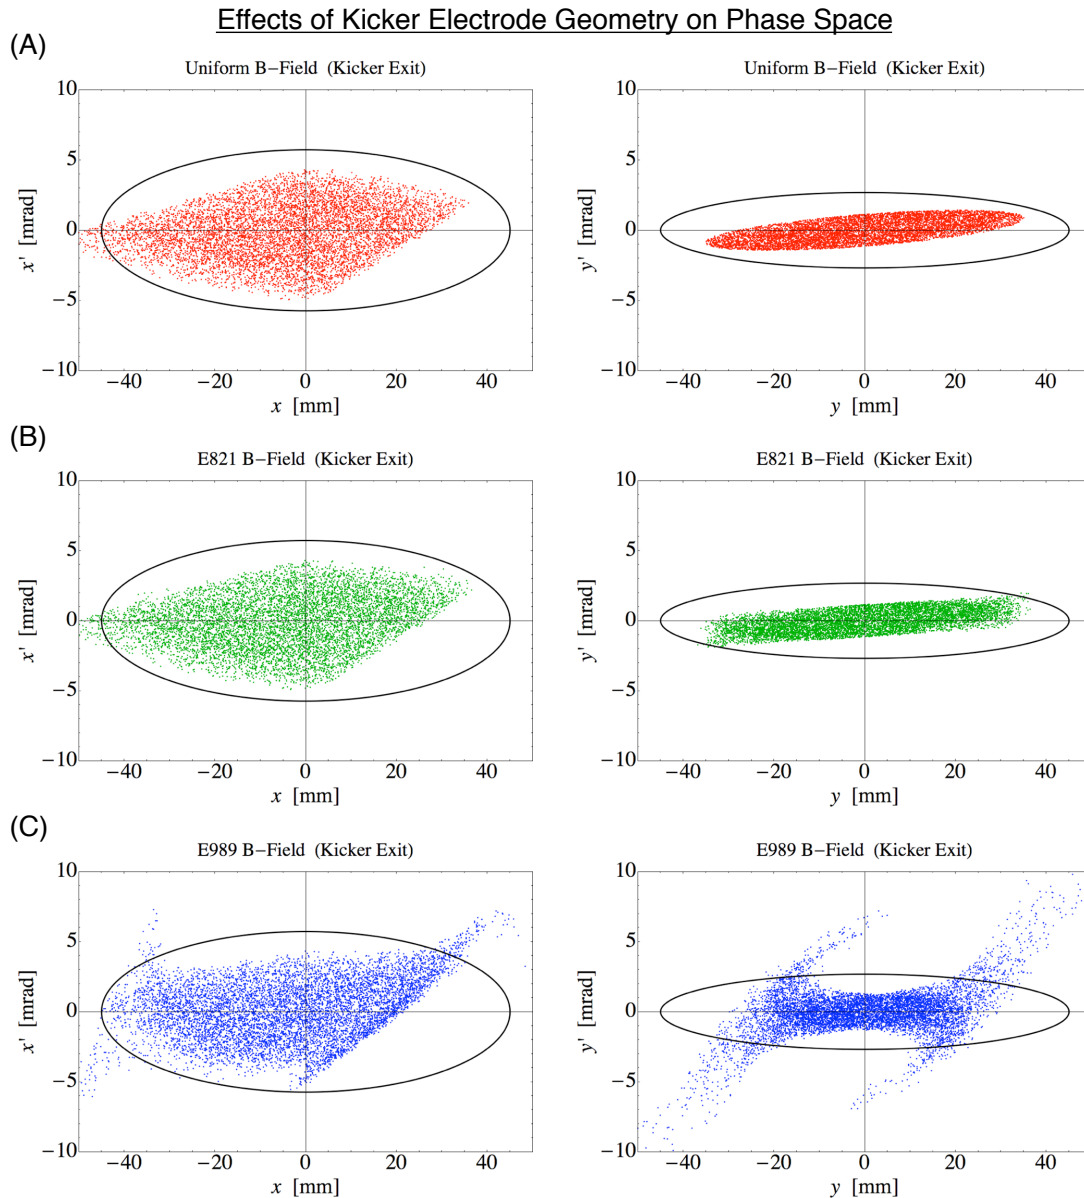 Effects of Kicker Electrode Geometry on Phase Space
(A)
Uniform B−Field (Kicker Exit)
10
5
0
−5
−10
x' [mrad]
−40 −20 0 20 40
x [mm]
Uniform B−Field (Kicker Exit)
10
5
0
−5
−10
y' [mrad]
−40 −20 0 20 40
y [mm]
(B)
E821 B−Field (Kicker Exit)
10
5
0
−5
−10
x' [mrad]
−40 −20 0 20 40
x [mm]
E821 B−Field (Kicker Exit)
10
5
0
−5
−10
y' [mrad]
−40 −20 0 20 40
y [mm]
(C)
E989 B−Field (Kicker Exit)
10
5
0
−5
−10
x' [mrad]
−40 −20 0 20 40
x [mm]
E989 B−Field (Kicker Exit)
10
5
0
−5
−10
y' [mrad]
−40 −20 0 20 40
y [mm]